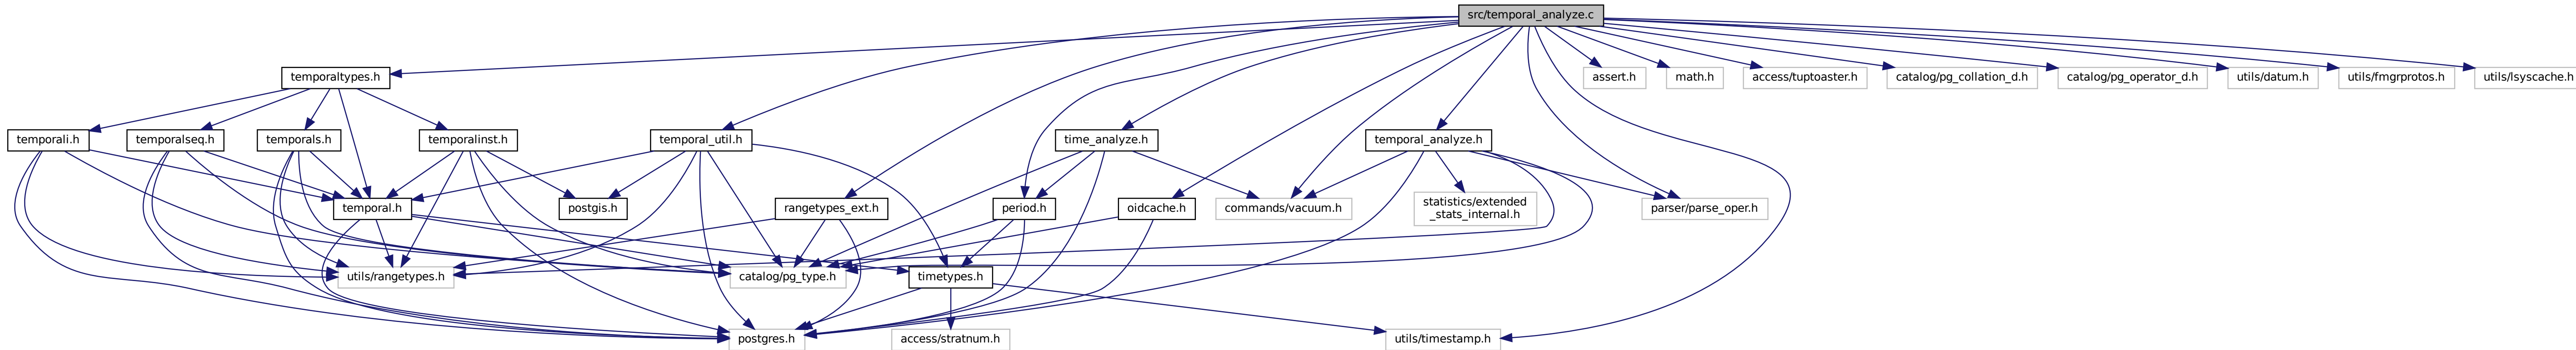 src/temporal_analyze.c
temporaltypes.h
assert.h
math.h
access/tuptoaster.h
catalog/pg_collation_d.h
catalog/pg_operator_d.h
utils/datum.h
utils/fmgrprotos.h
utils/lsyscache.h
temporali.h
temporalseq.h
temporals.h
temporalinst.h
temporal_util.h
time_analyze.h
temporal_analyze.h
temporal.h
postgis.h
rangetypes_ext.h
period.h
oidcache.h
commands/vacuum.h
statistics/extended
_stats_internal.h
parser/parse_oper.h
utils/rangetypes.h
catalog/pg_type.h
timetypes.h
postgres.h
access/stratnum.h
utils/timestamp.h